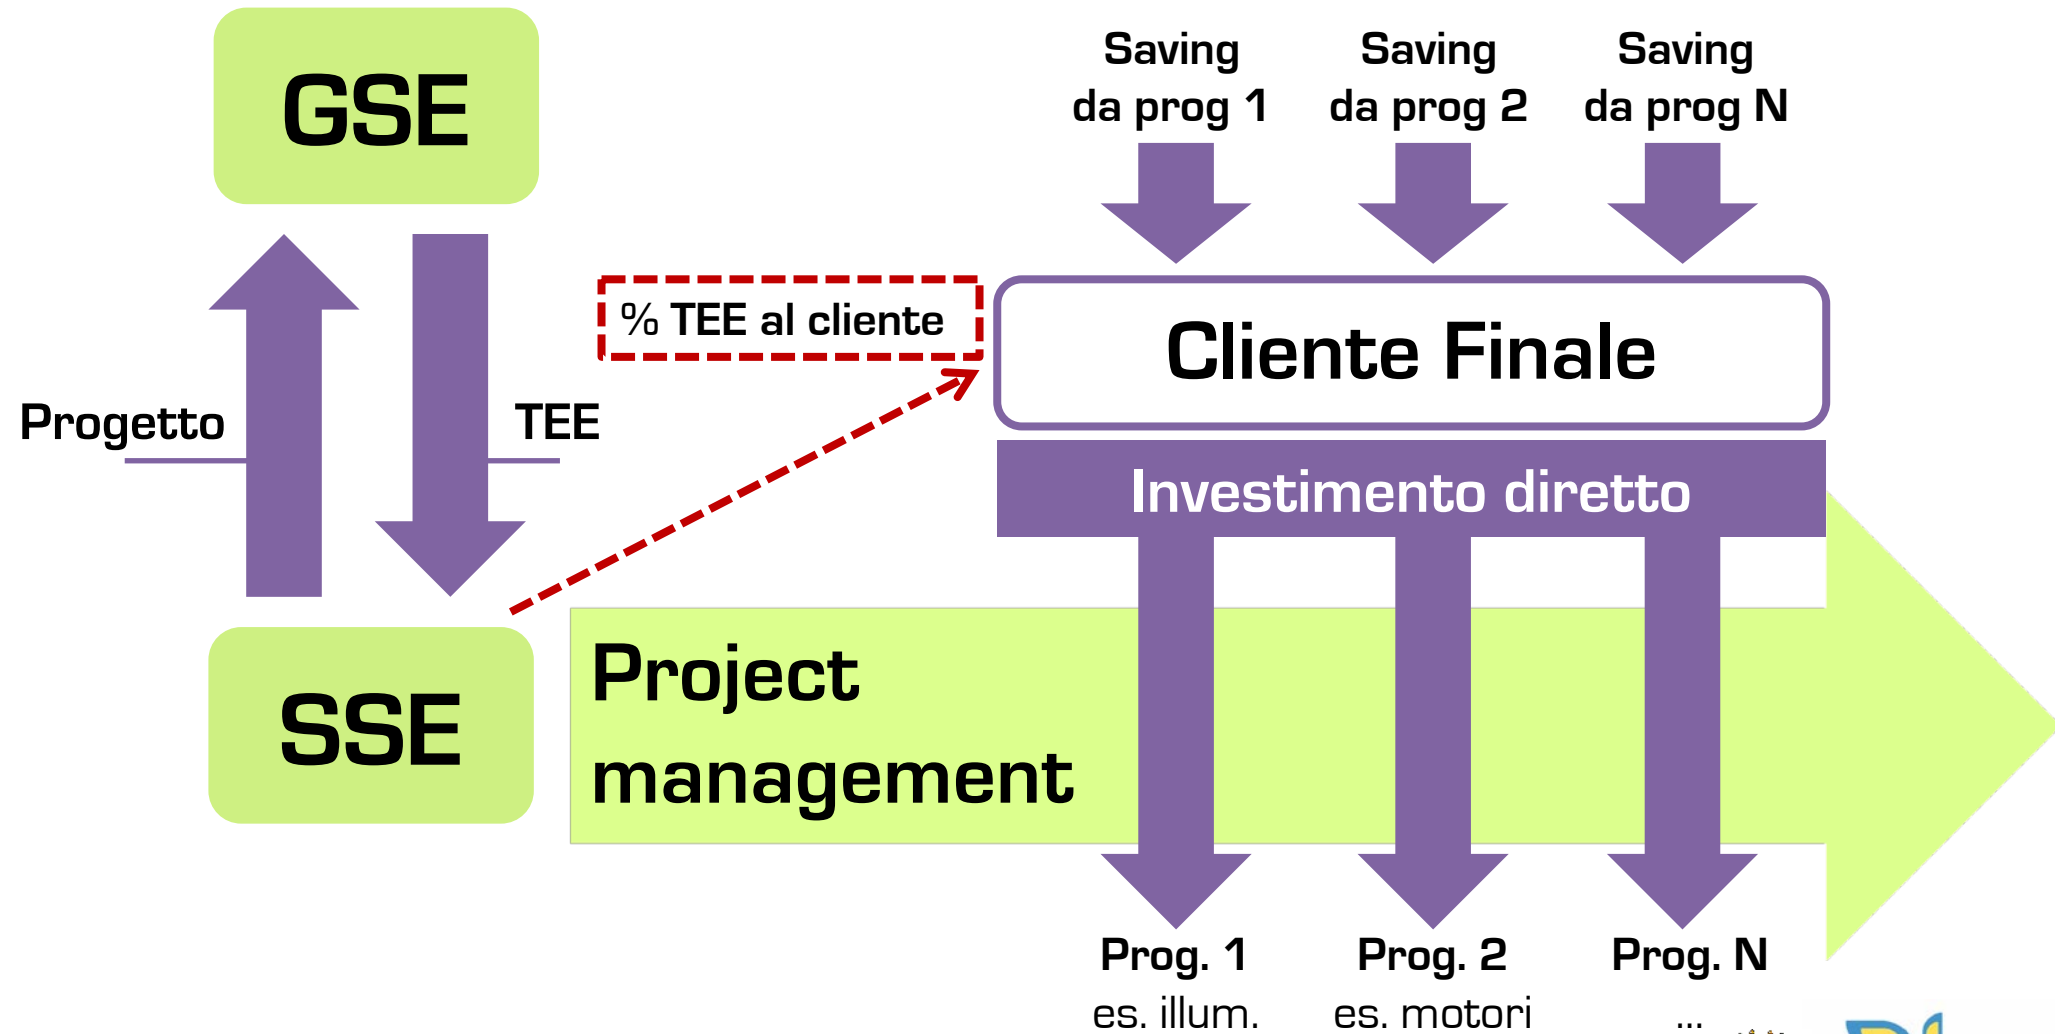 GSE
Saving
da prog 1
Saving
da prog 2
Saving
da prog N
% TEE al cliente
Cliente Finale
Progetto
TEE
Investimento diretto
SSE
Project
management
Prog. 1
es. illum.
Prog. 2
es. motori
Prog. N
...